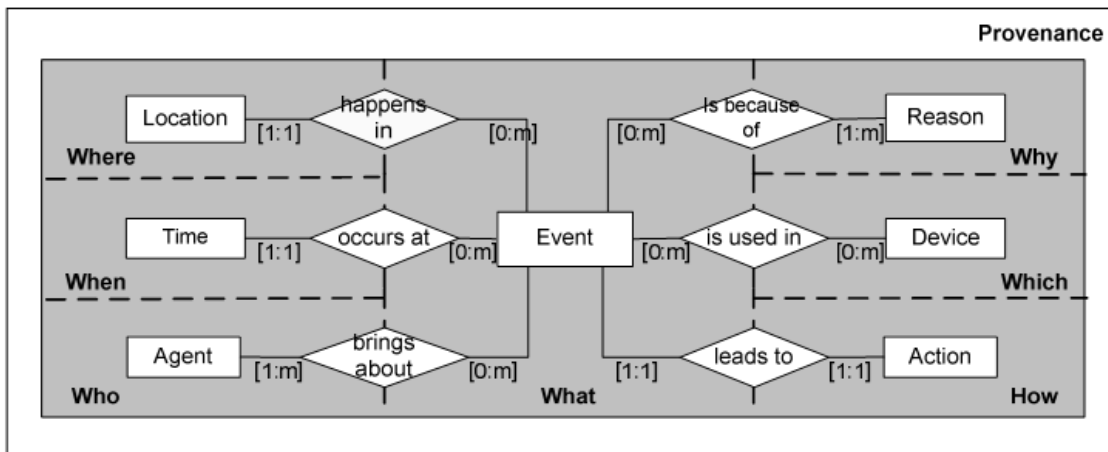 Provenance
Location
[1:1]
happens
in
[0:m]
[0:m]
Is because
of
[1:m]
Reason
Where
Why
Time
[1:1]
occurs at
[0:m]
Event
[0:m]
is used in
[0:m]
Device
When
Which
Agent
[1:m]
brings
about
[0:m]
[1:1]
leads to
[1:1]
Action
Who
What
How